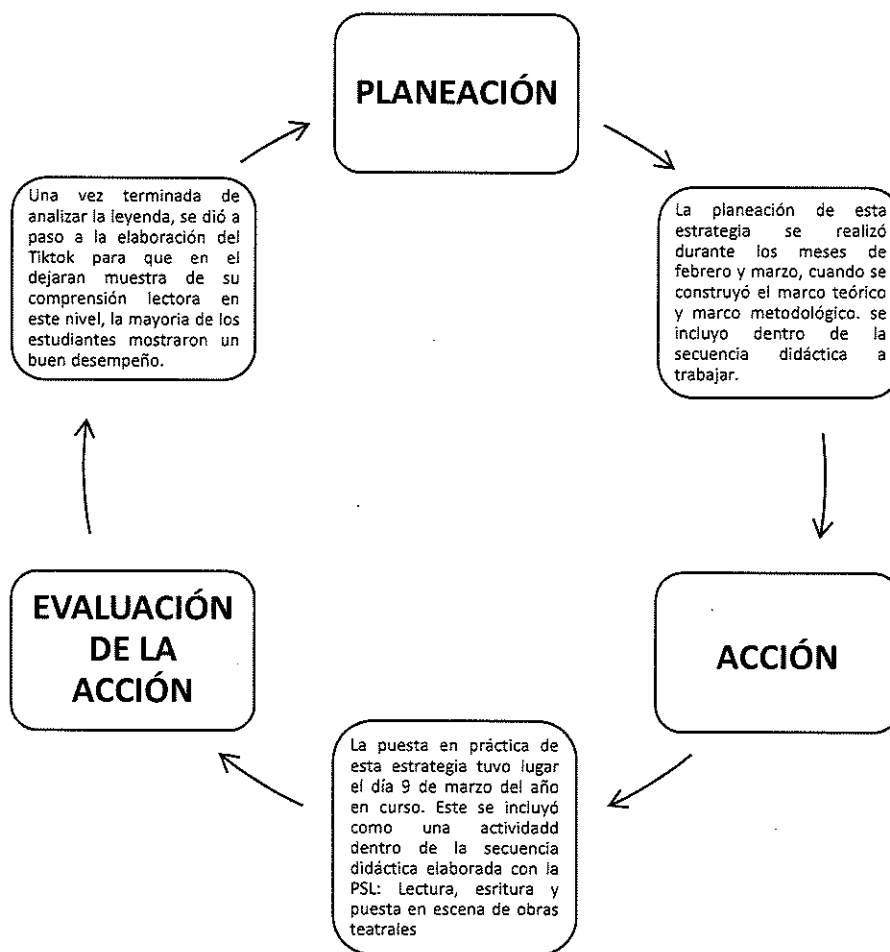 PLANEACIÓN
La planeación de esta
estrategia se realizó
durante los meses de
febrero y marzo, cuando se
construyó el marco teórico
y marco metodológico. se
incluyo dentro de la
secuencia didáctica a
trabajar.
ACCIÓN
La puesta en práctica de
esta estrategia tuvo lugar
el día 9 de marzo del año
en curso. Este se incluyó
como una actividadd
dentro de la secuencia
didáctica elaborada con la
PSL: Lectura, esritura y
puesta en escena de obras
teatrales
EVALUACIÓN
DE LA
ACCIÓN
Una vez terminada de
analizar la leyenda, se dió a
paso a la elaboración del
Tiktok para que en el
dejaran muestra de su
comprensión lectora en
este nivel, la mayoria de los
estudiantes mostraron un
buen desempeño.